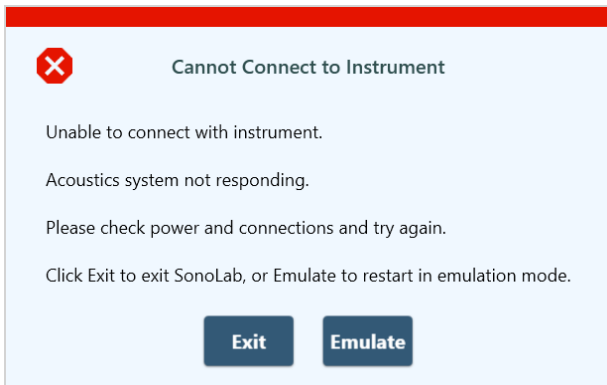 Cannot Connect to Instrument
Unable to connect with instrument.
Acoustics system not responding.
Please check power and connections and try again.
Click Exit to exit SonoLab, or Emulate to restart in emulation mode.
Exit
Emulate